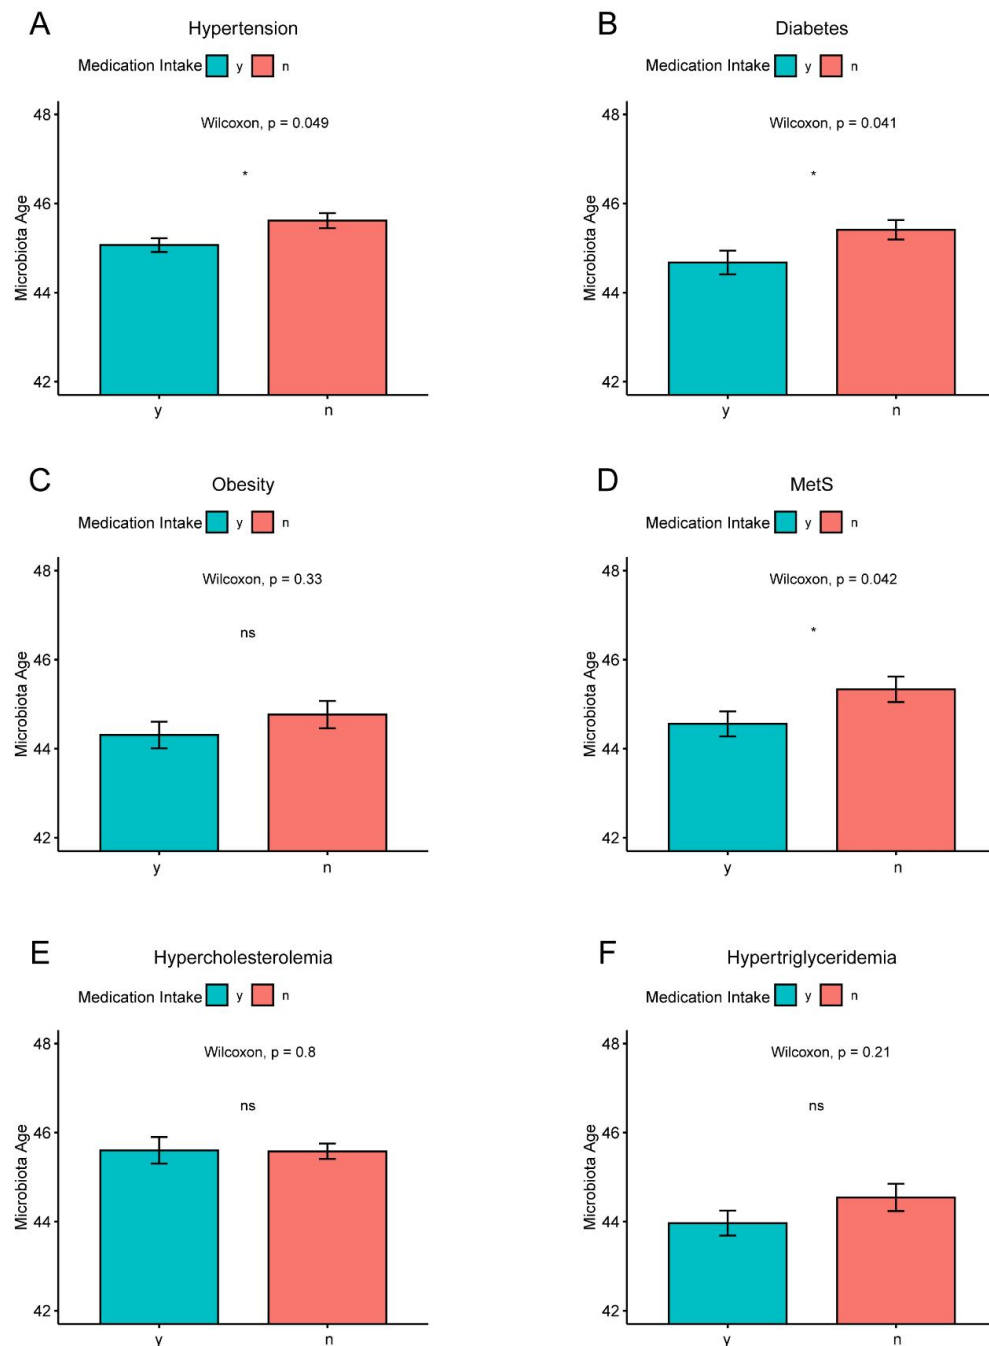 A
Hypertension
Medication Intake y n
Wilcoxon, p = 0.049
*
Microbiota Age
48
46
44
42
y n
B
Diabetes
Medication Intake y n
Wilcoxon, p = 0.041
*
Microbiota Age
48
46
44
42
y n
C
Obesity
Medication Intake y n
Wilcoxon, p = 0.33
ns
Microbiota Age
48
46
44
42
y n
D
MetS
Medication Intake y n
Wilcoxon, p = 0.042
*
Microbiota Age
48
46
44
42
y n
E
Hypercholesterolemia
Medication Intake y n
Wilcoxon, p = 0.8
ns
Microbiota Age
48
46
44
42
y n
F
Hypertriglyceridemia
Medication Intake y n
Wilcoxon, p = 0.21
ns
Microbiota Age
48
46
44
42
y n